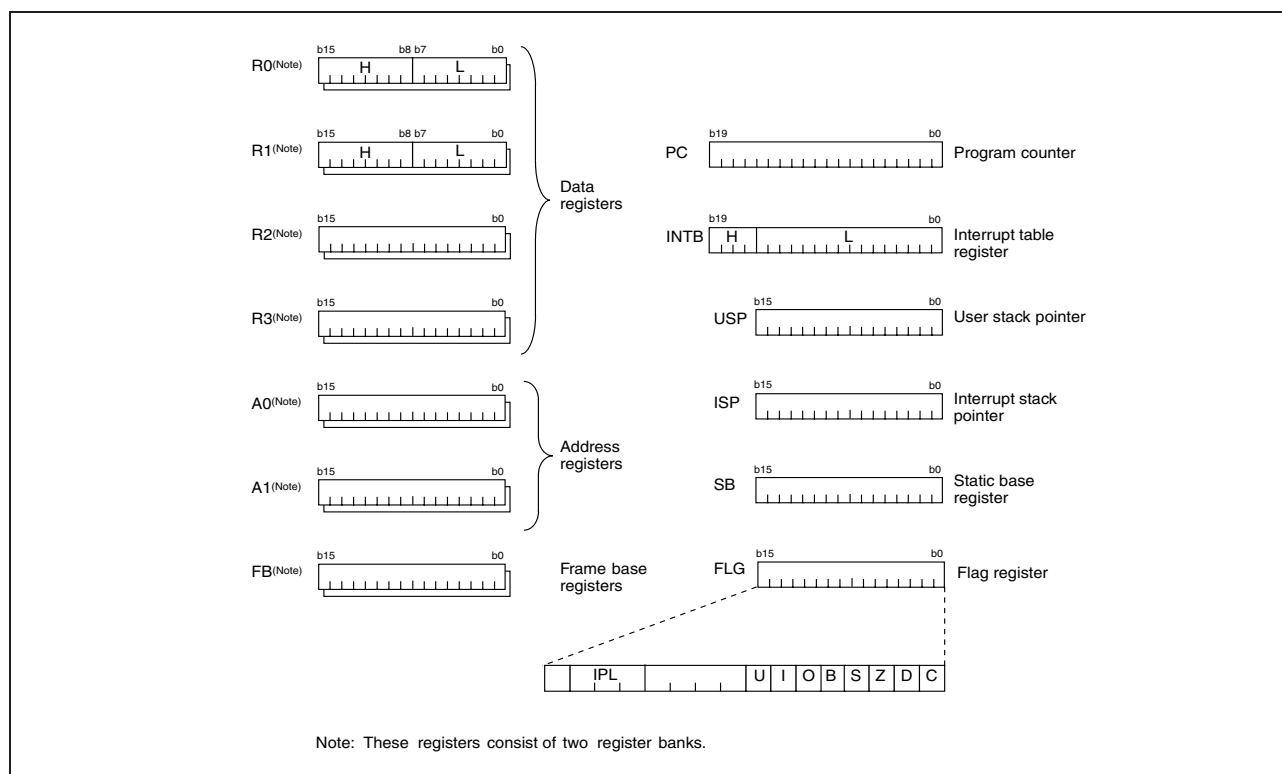 b15 b8 b7 b0
R0(Note) H L
b15 b8 b7 b0
R1(Note) H L
b15 b0
R2(Note)
b15 b0
R3(Note)
Data
registers
b15 b0
A0(Note)
b15 b0
A1(Note)
Address
registers
b15 b0
FB(Note)
Frame base
registers
b19 b0
PC Program counter
b19 b0
INTB H L Interrupt table
register
b15 b0
USP User stack pointer
b15 b0
ISP Interrupt stack
pointer
b15 b0
SB Static base
register
b15 b0
FLG Flag register
IPL U I O B S Z D C
Note: These registers consist of two register banks.